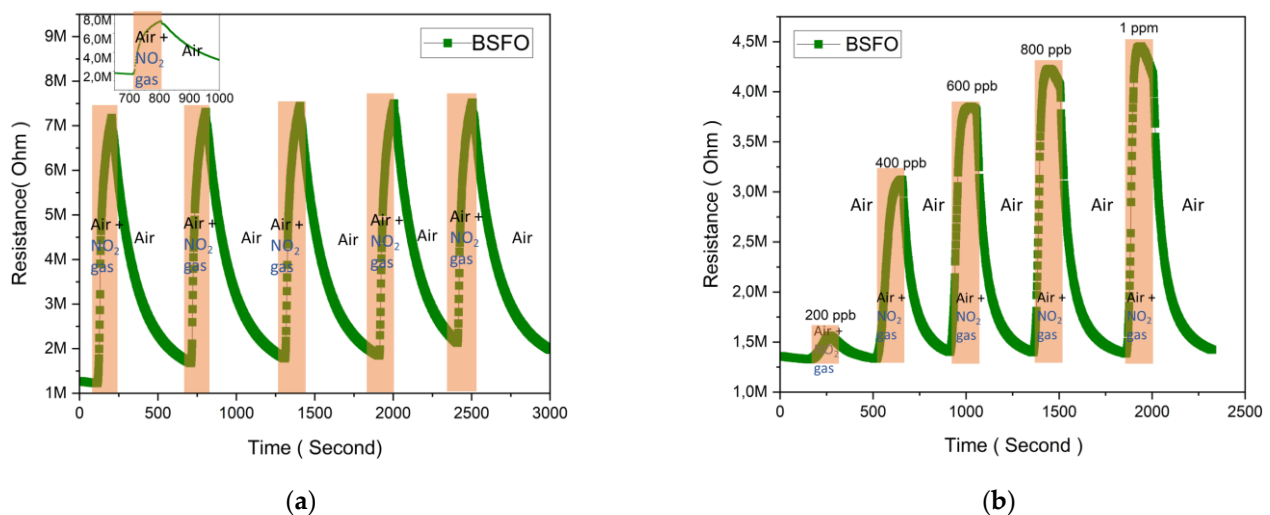 8,0M
6,0M
4,0M
2,0M
Air +
NO2
gas
Air
700 800 900 1000
BSFO
9M
8M
7M
6M
5M
4M
3M
2M
1M
Resistance( Ohm )
Air +
NO2
gas
Air
Air +
NO2
gas
Air
Air +
NO2
gas
Air
Air +
NO2
gas
Air
Air +
NO2
gas
Air
0 500 1000 1500 2000 2500 3000
Time ( Second)
(a)
BSFO
4,5M
4,0M
3,5M
3,0M
2,5M
2,0M
1,5M
1,0M
Resistance ( Ohm )
200 ppb
Air +
NO2
gas
Air
400 ppb
Air +
NO2
gas
Air
600 ppb
Air +
NO2
gas
Air
800 ppb
Air +
NO2
gas
Air
1 ppm
Air +
NO2
gas
Air
0 500 1000 1500 2000 2500
Time ( Second )
(b)